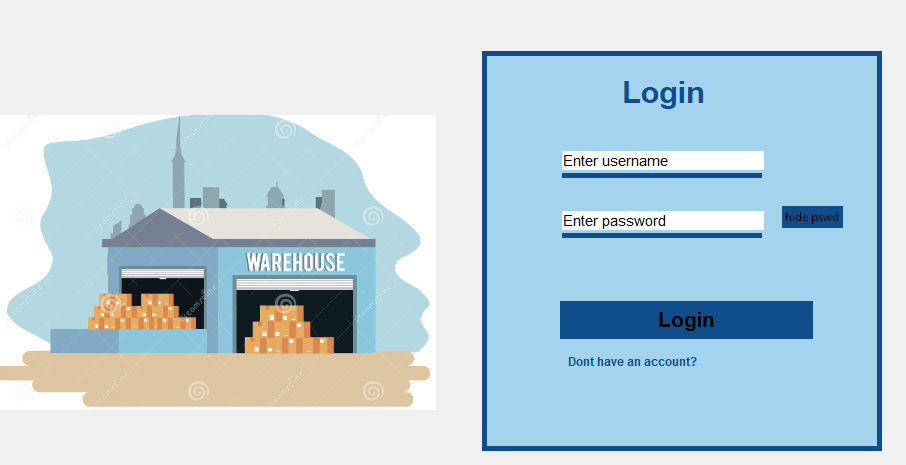 Login
Enter username
Enter password
hide pswd
WAREHOUSE
Login
Dont have an account?